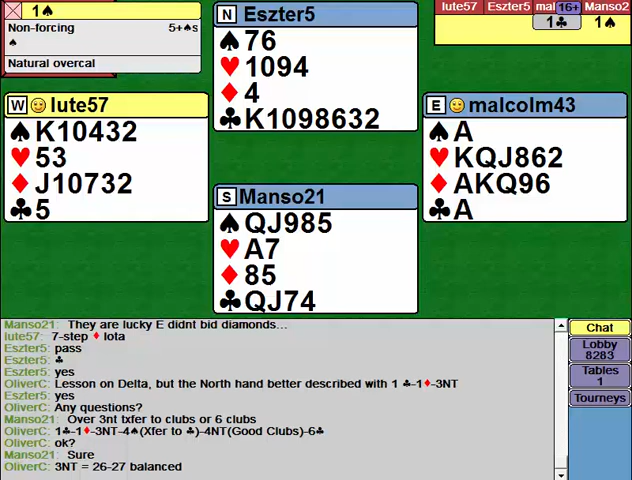 1♠
Non-forcing 5+♠s
♠
Natural overcal
N Eszter5
♠76
♥1094
♦4
♣K1098632
lute57 Eszter5 mal 16+ Manso2
1♣ 1♠
W lute57
♠K10432
♥53
♦J10732
♣5
E malcolm43
♠A
♥KQJ862
♦AKQ96
♣A
S Manso21
♠QJ985
♥A7
♦85
♣QJ74
Manso21: They are lucky E didnt bid diamonds...
lute57: 7-step ♦ Iota
Eszter5: pass
Eszter5: ♣
Eszter5: yes
OliverC: Lesson on Delta, but the North hand better described with 1 ♣-1♦-3NT
Eszter5: yes
OliverC: Any questions?
Manso21: Over 3nt txfer to clubs or 6 clubs
OliverC: 1♣-1♦-3NT-4♠(Xfer to ♣)-4NT(Good Clubs)-6♣
OliverC: ok?
Manso21: Sure
OliverC: 3NT = 26-27 balanced
Chat
Lobby
8283
Tables
1
Tourneys